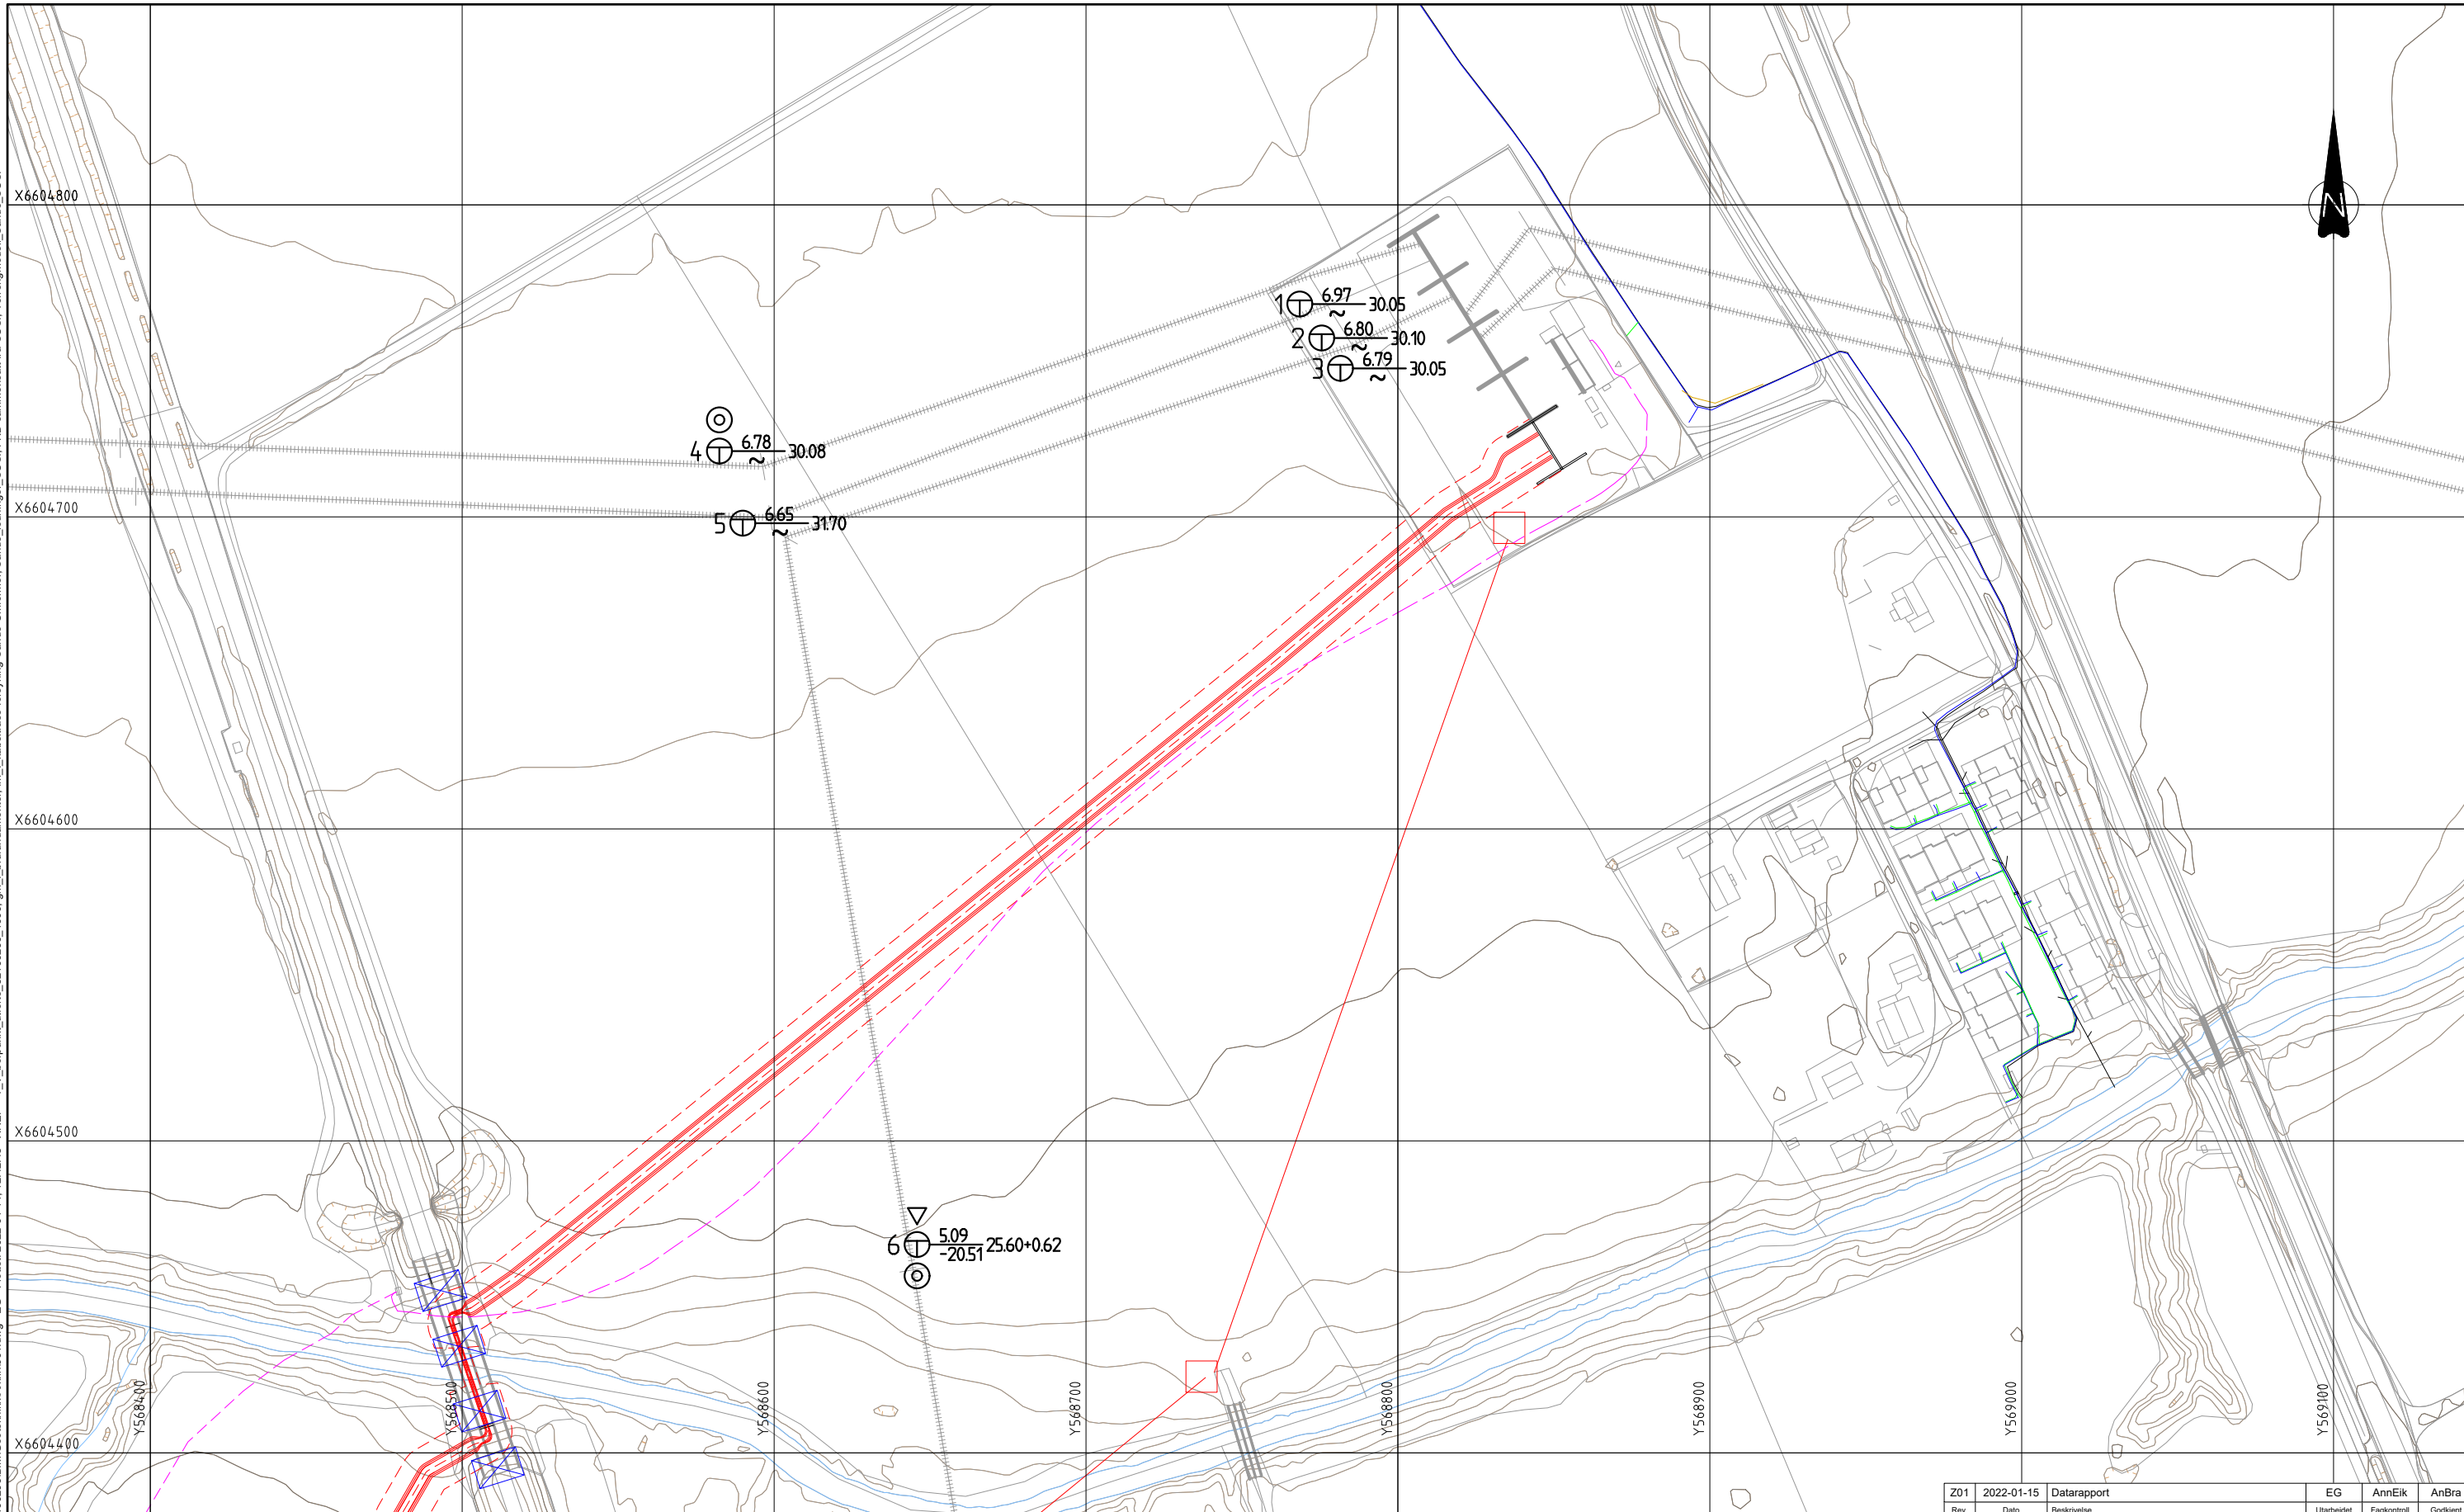 X6604800
N
1 6.97 ~ 30.05
2 6.80 ~ 30.10
3 6.79 ~ 30.05
4 6.78 ~ 30.08
X6604700
5 6.65 ~ 31.70
X6604600
X6604500
6 5.09 -20.51 25.60+0.62
X6604400
Y568400
Y568500
Y568600
Y568700
Y568800
Y568900
Y569000
Y569100
Z01 2022-01-15 Datarapport EG AnnEik AnBra
Rev. Dato Beskrivelse Utarbeidet Fagkontroll Godkjent